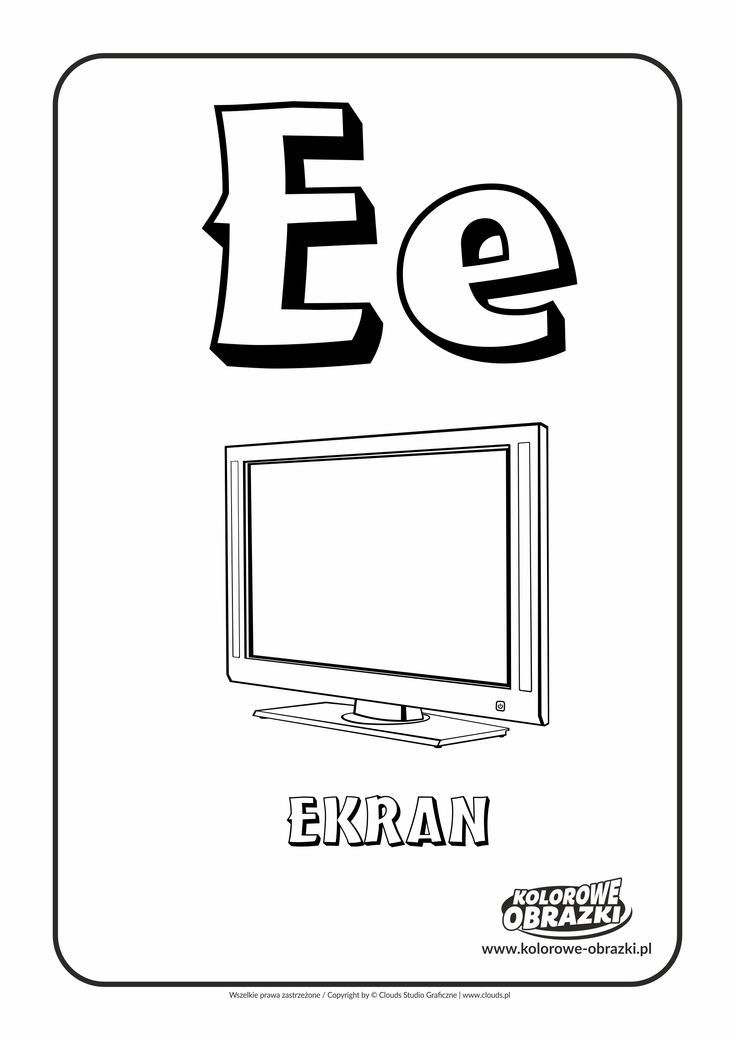 Ee
EKRAN
KOLOROWE
OBRAZKI
www.kolorowe-obrazki.pl
Wszelkie prawa zastrzeżone / Copyright by © Clouds Studio Graficzne | www.clouds.pl